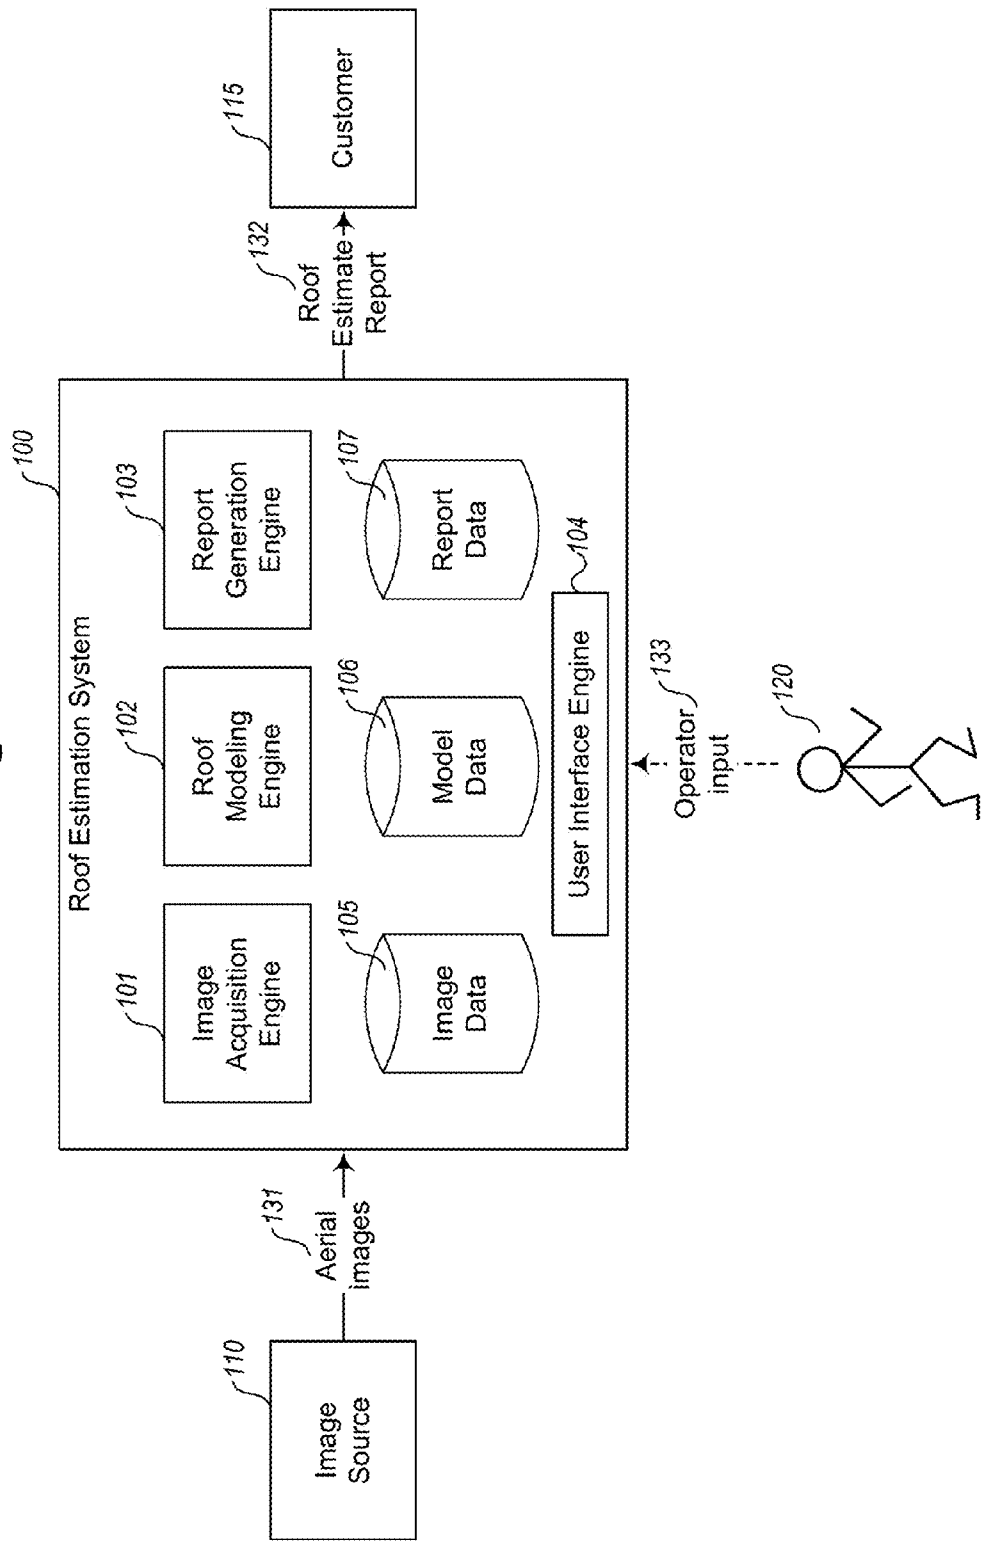 100
Roof Estimation System
101
Image
Acquisition
Engine
102
Roof
Modeling
Engine
103
Report
Generation
Engine
110
Image
Source
131
Aerial
images
105
Image
Data
106
Model
Data
107
Report
Data
132
Roof
Estimate
Report
115
Customer
104
User Interface Engine
133
Operator
input
120